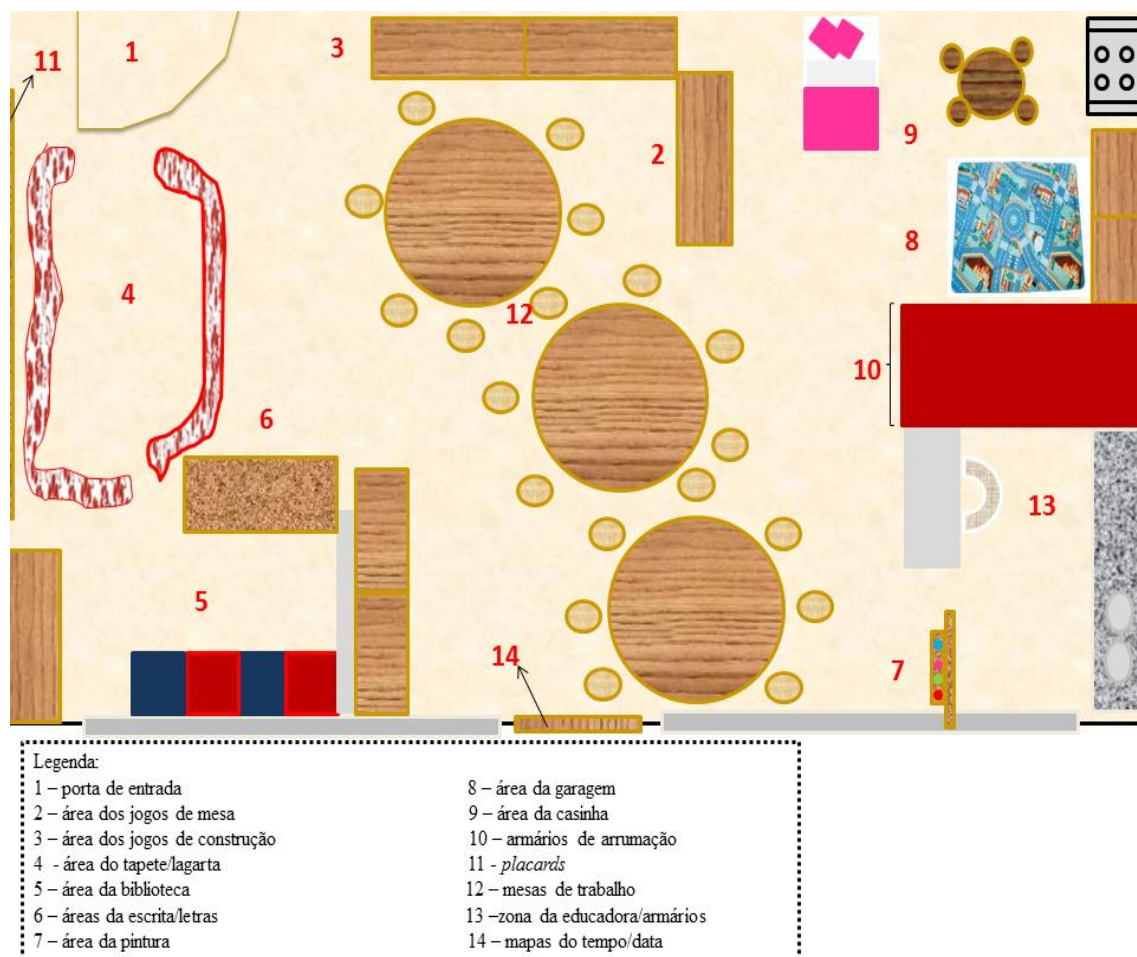 1
3
11
2
9
8
4
12
10
6
13
5
14
7
Legenda:
1 – porta de entrada
2 – área dos jogos de mesa
3 – área dos jogos de construção
4 - área do tapete/lagarta
5 – área da biblioteca
6 – áreas da escrita/letras
7 – área da pintura
8 – área da garagem
9 – área da casinha
10 – armários de arrumação
11 - placards
12 – mesas de trabalho
13 –zona da educadora/armários
14 – mapas do tempo/data